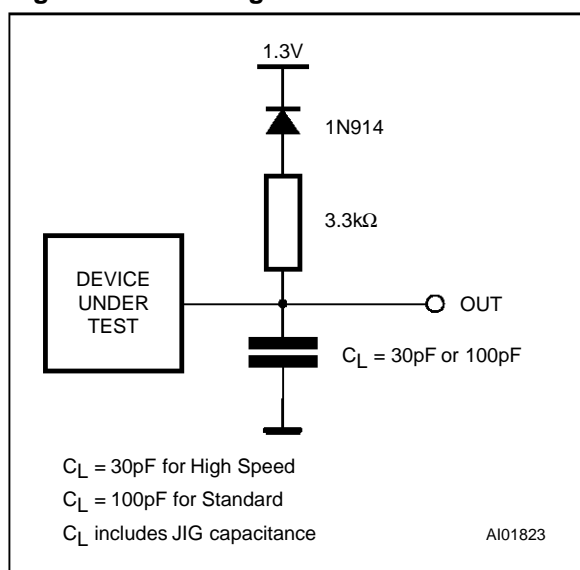 1.3V
1N914
3.3kΩ
DEVICE
UNDER
TEST
OUT
CL = 30pF or 100pF
CL = 30pF for High Speed
CL = 100pF for Standard
CL includes JIG capacitance
AI01823